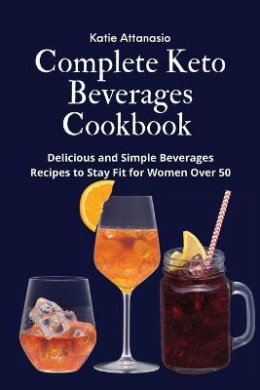 Katie Attanasio
Complete Keto
Beverages
Cookbook
Delicious and Simple Beverages
Recipes to Stay Fit for Women Over 50